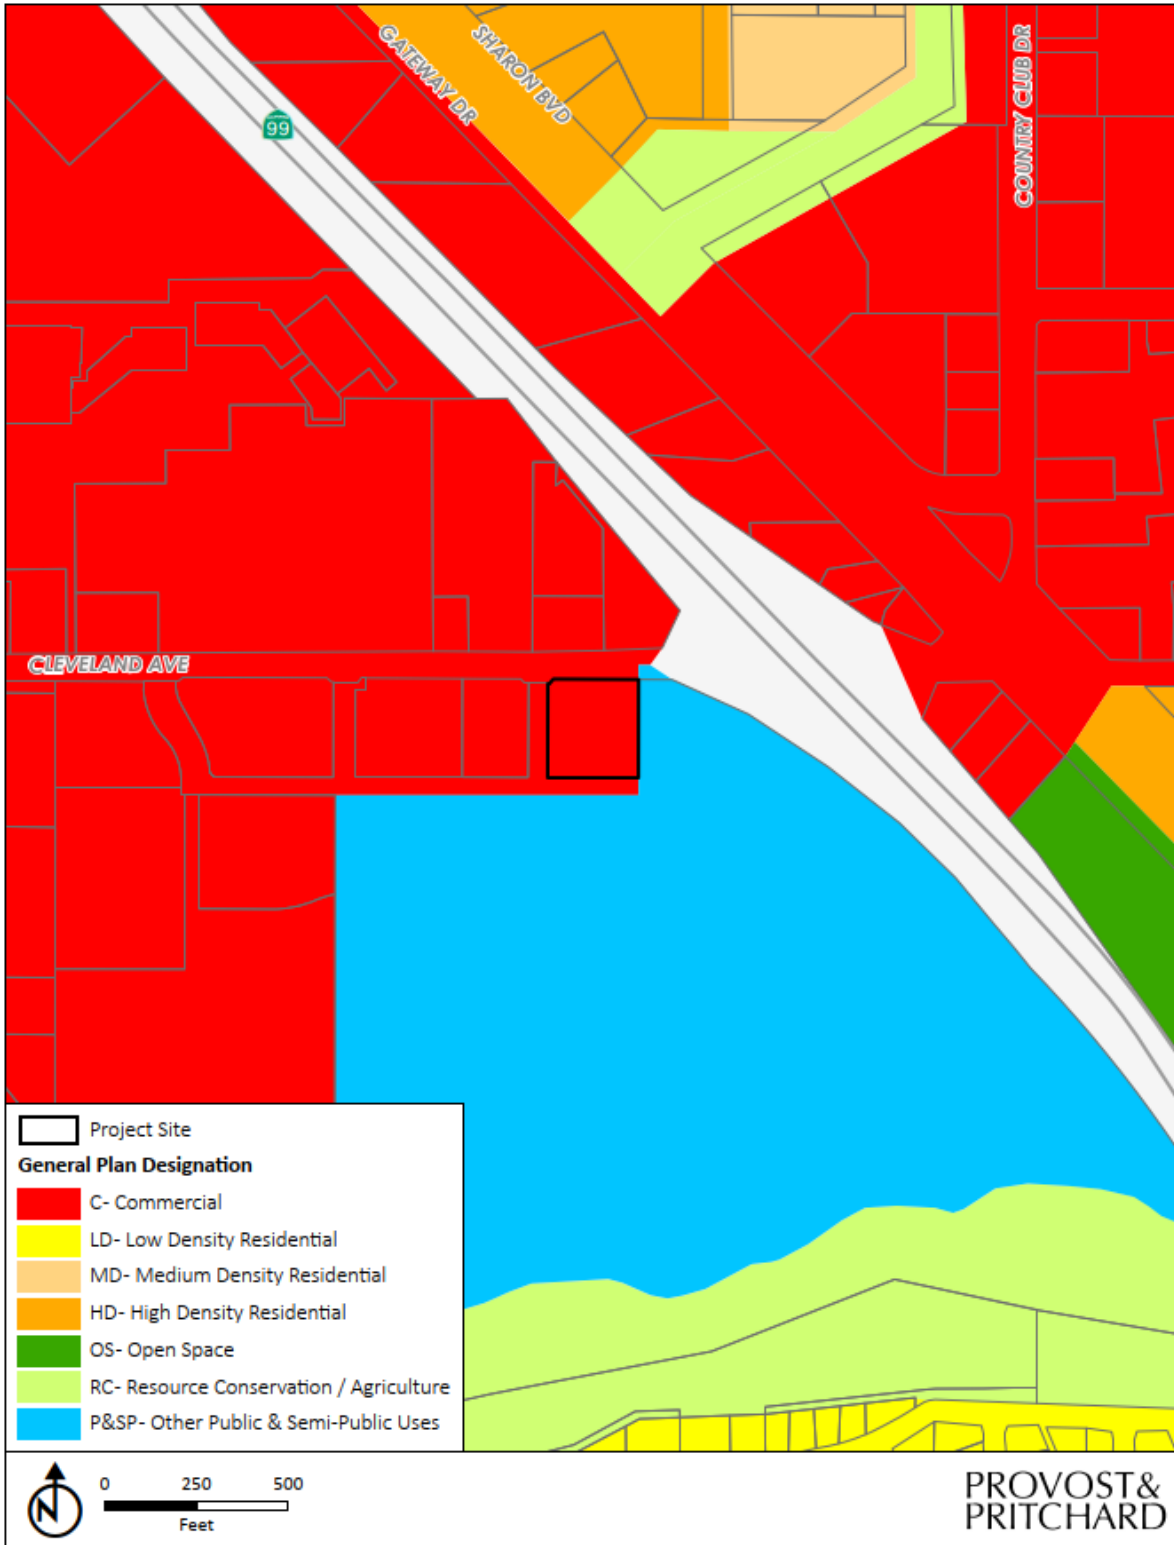 GATEWAY DR
SHARON BVD
COUNTRY CLUB DR
99
CLEVELAND AVE
Project Site
General Plan Designation
C- Commercial
LD- Low Density Residential
MD- Medium Density Residential
HD- High Density Residential
OS- Open Space
RC- Resource Conservation / Agriculture
P&SP- Other Public & Semi-Public Uses
N
0 250 500
Feet
PROVOST&
PRITCHARD